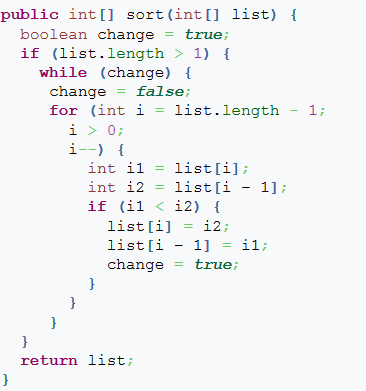 public int[] sort(int[] list) {
  boolean change = true;
  if (list.length > 1) {
    while (change) {
     change = false;
     for (int i = list.length - 1;
       i > 0;
       i--) {
         int i1 = list[i];
         int i2 = list[i - 1];
         if (i1 < i2) {
           list[i] = i2;
           list[i - 1] = i1;
           change = true;
         }
       }
     }
  }
  return list;
}